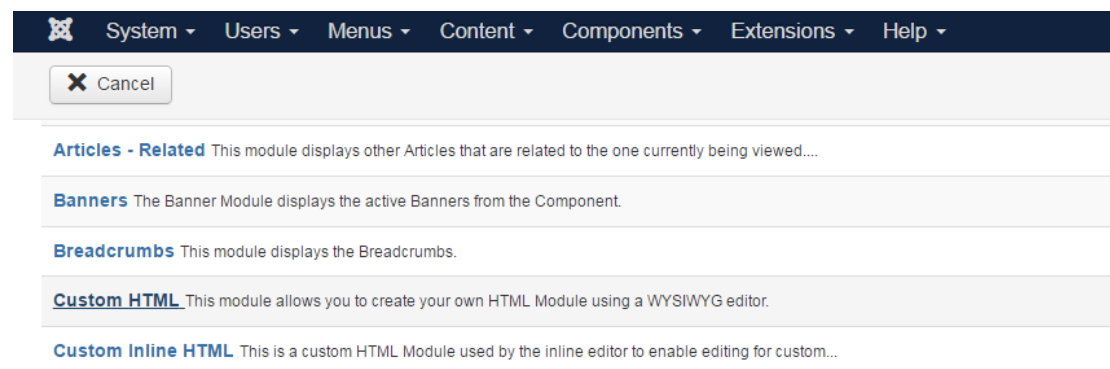 System Users Menus Content Components Extensions Help
Cancel
Articles - Related This module displays other Articles that are related to the one currently being viewed....
Banners The Banner Module displays the active Banners from the Component.
Breadcrumbs This module displays the Breadcrumbs.
Custom HTML This module allows you to create your own HTML Module using a WYSIWYG editor.
Custom Inline HTML This is a custom HTML Module used by the inline editor to enable editing for custom...